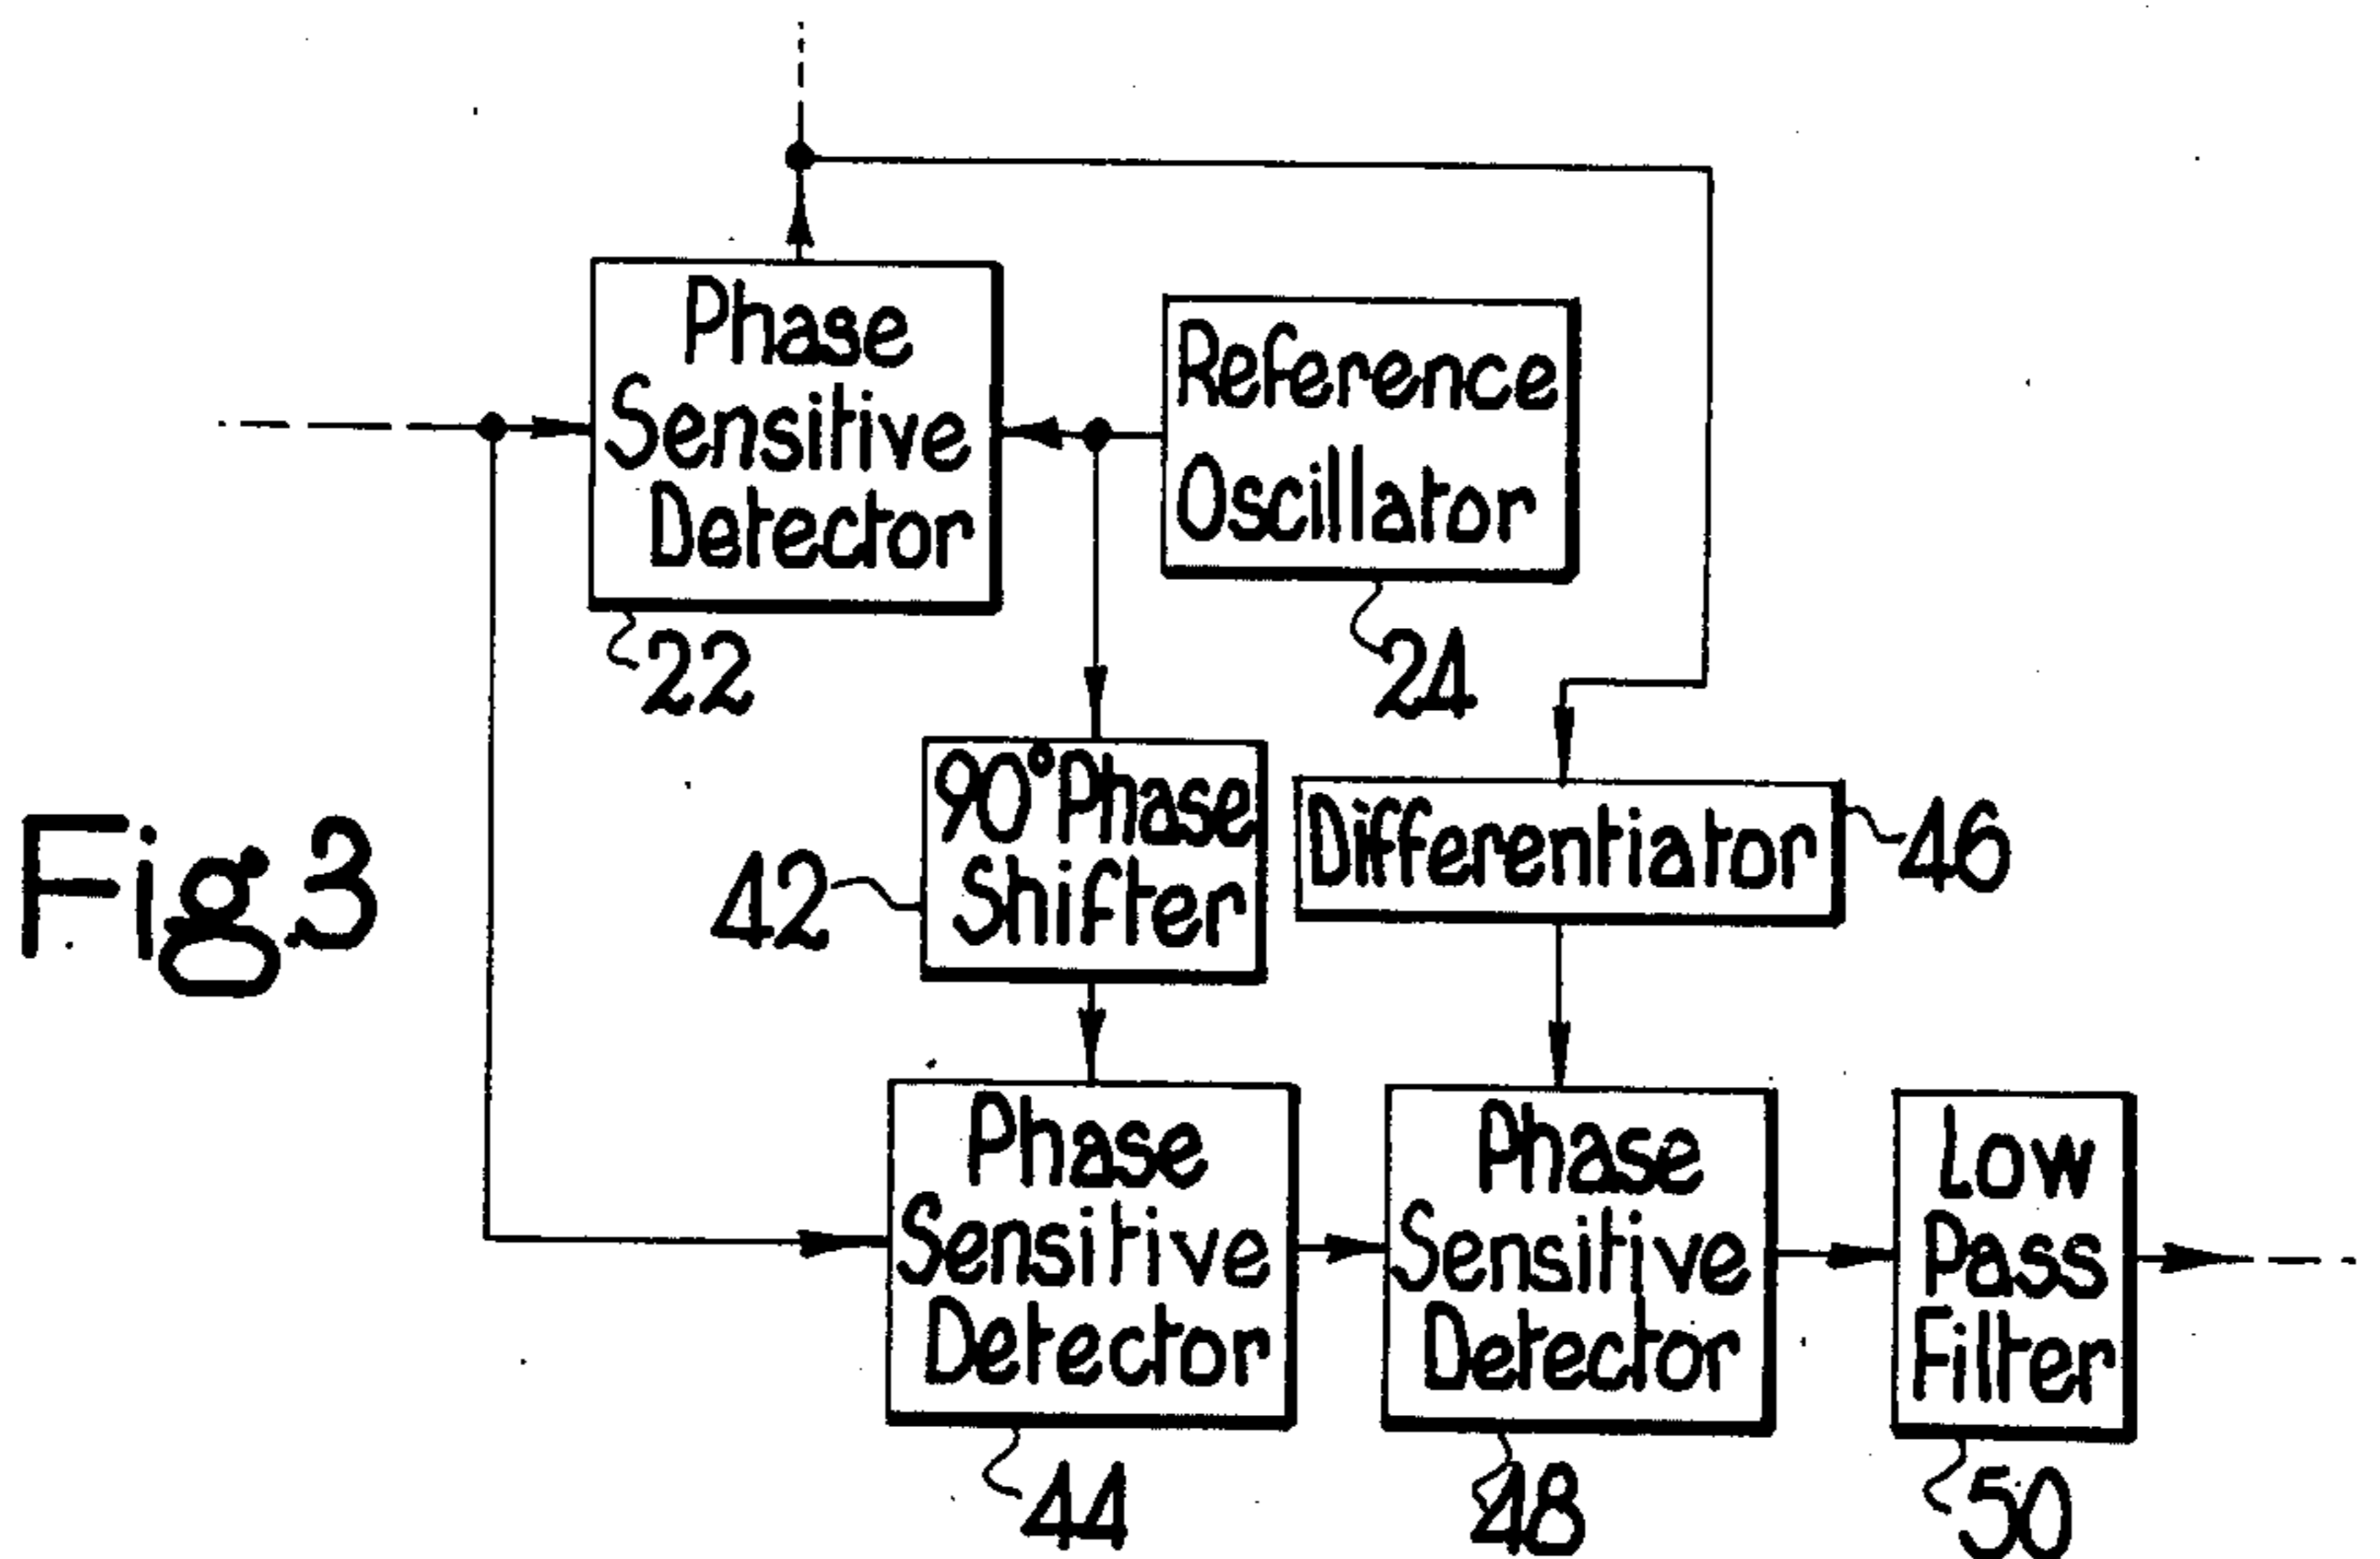 Phase
Sensitive
Detector
22
Reference
Oscillator
24
90° Phase
Shifter
42
Differentiator
46
Fig.3
Phase
Sensitive
Detector
44
Phase
Sensitive
Detector
48
Low
Pass
Filter
50